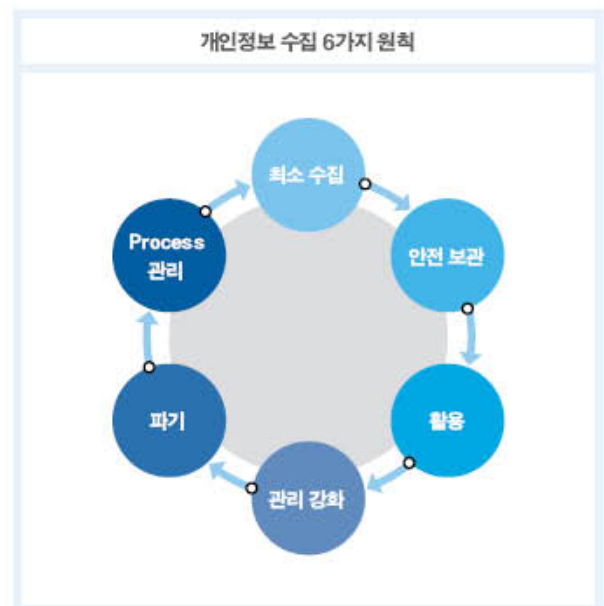 개인정보 수집 6가지 원칙
최소 수집
안전 보관
활용
관리 강화
파기
Process
관리